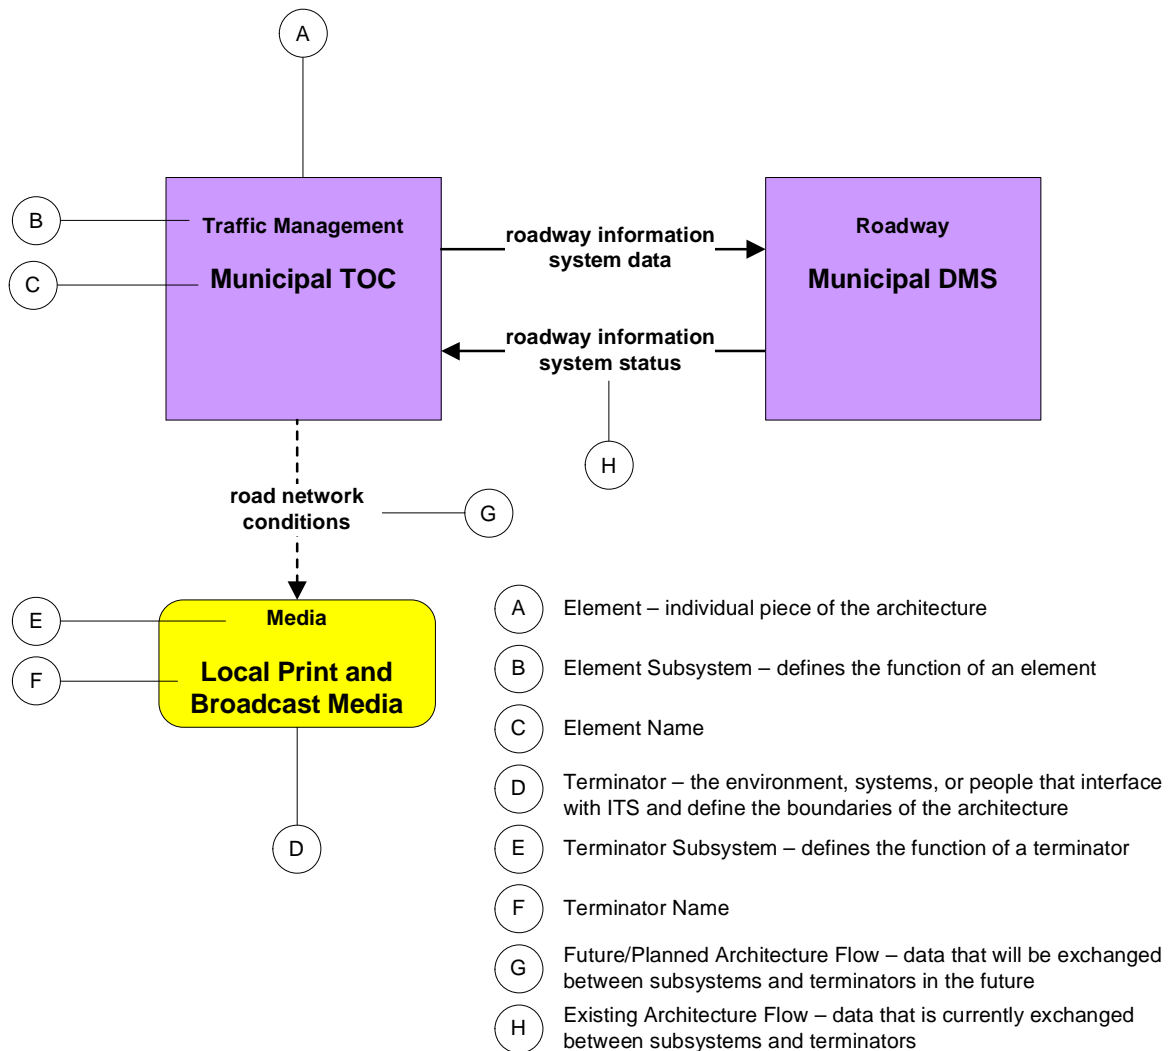 A
B
Traffic Management
C
Municipal TOC
roadway information
system data
Roadway
Municipal DMS
roadway information
system status
H
road network
conditions
G
E
Media
F
Local Print and
Broadcast Media
D
A Element – individual piece of the architecture
B Element Subsystem – defines the function of an element
C Element Name
D Terminator – the environment, systems, or people that interface
with ITS and define the boundaries of the architecture
E Terminator Subsystem – defines the function of a terminator
F Terminator Name
G Future/Planned Architecture Flow – data that will be exchanged
between subsystems and terminators in the future
H Existing Architecture Flow – data that is currently exchanged
between subsystems and terminators